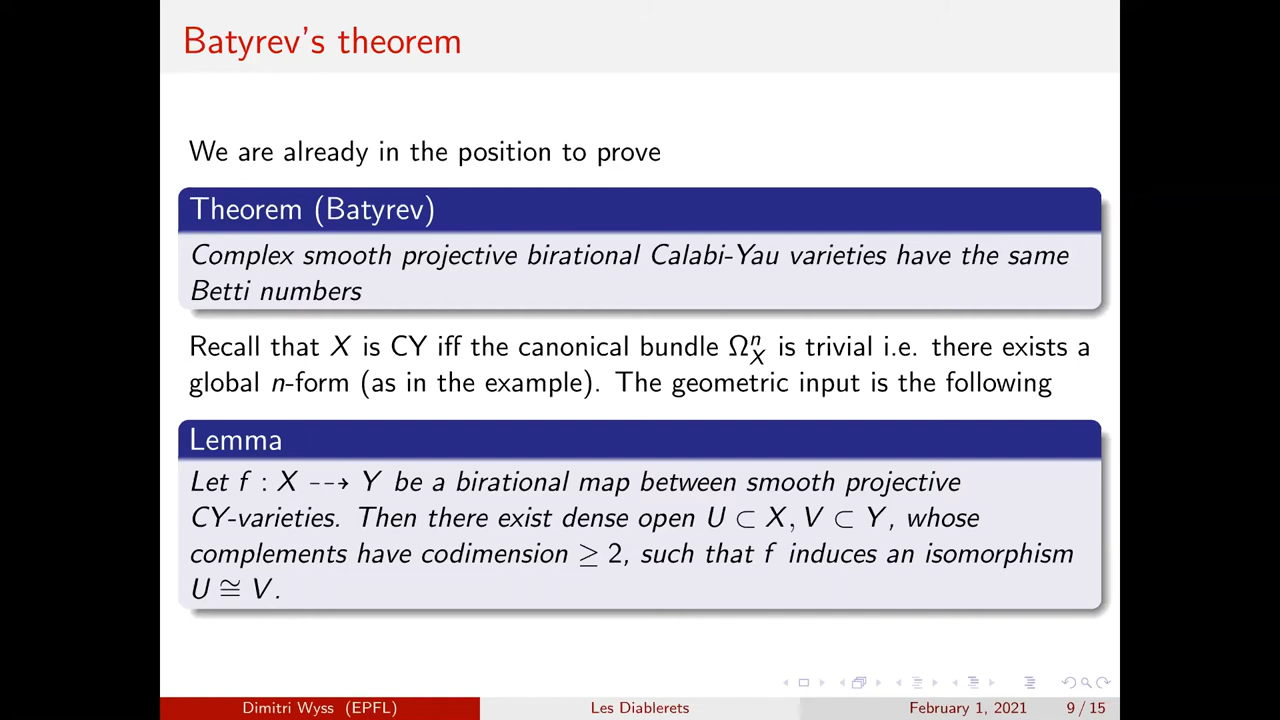 Batyrev's theorem
We are already in the position to prove
Theorem (Batyrev)
Complex smooth projective birational Calabi-Yau varieties have the same
Betti numbers
Recall that X is CY iff the canonical bundle Ωⁿ_X is trivial i.e. there exists a
global n-form (as in the example). The geometric input is the following
Lemma
Let f : X ⇢ Y be a birational map between smooth projective
CY-varieties. Then there exist dense open U ⊂ X, V ⊂ Y, whose
complements have codimension ≥ 2, such that f induces an isomorphism
U ≅ V.
Dimitri Wyss (EPFL) Les Diablerets February 1, 2021 9 / 15